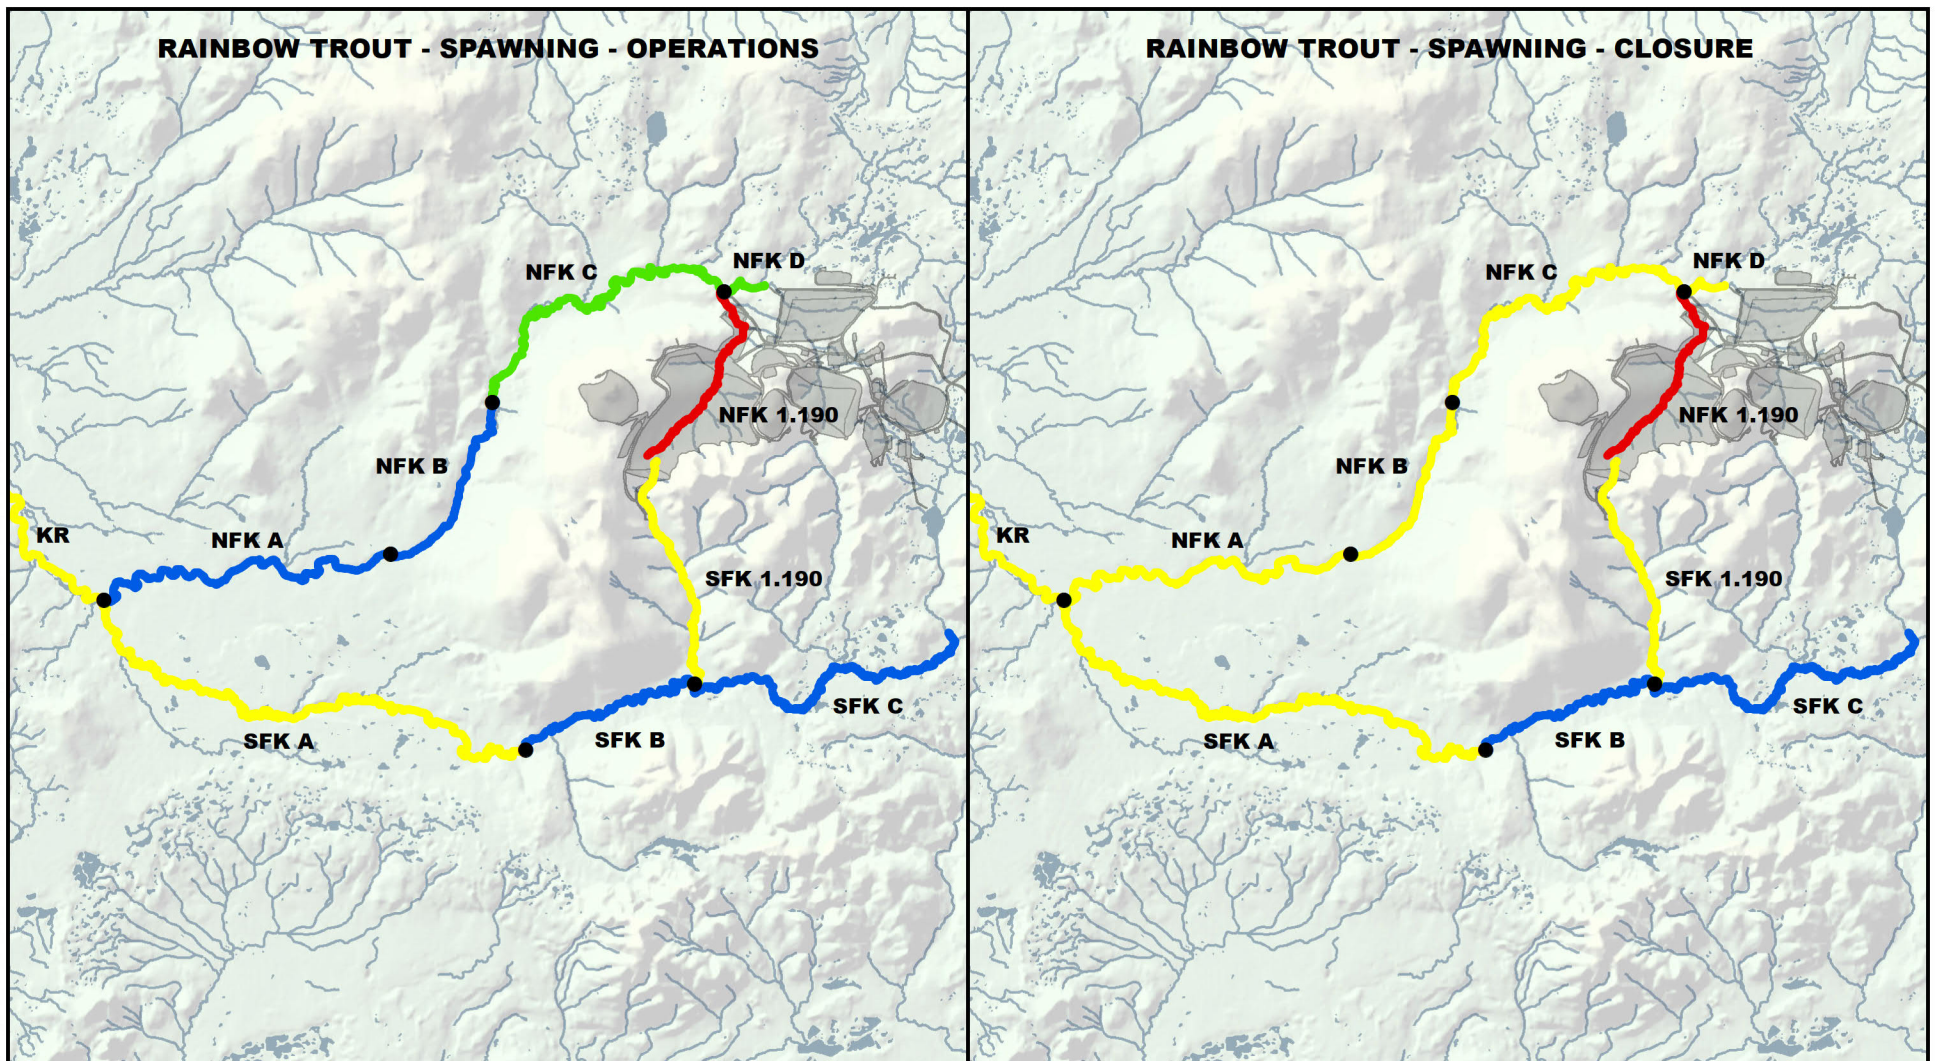 RAINBOW TROUT - SPAWNING - OPERATIONS
NFK D
NFK C
NFK 1.190
NFK B
KR
NFK A
SFK 1.190
SFK C
SFK A
SFK B
RAINBOW TROUT - SPAWNING - CLOSURE
NFK D
NFK C
NFK 1.190
NFK B
KR
NFK A
SFK 1.190
SFK C
SFK A
SFK B